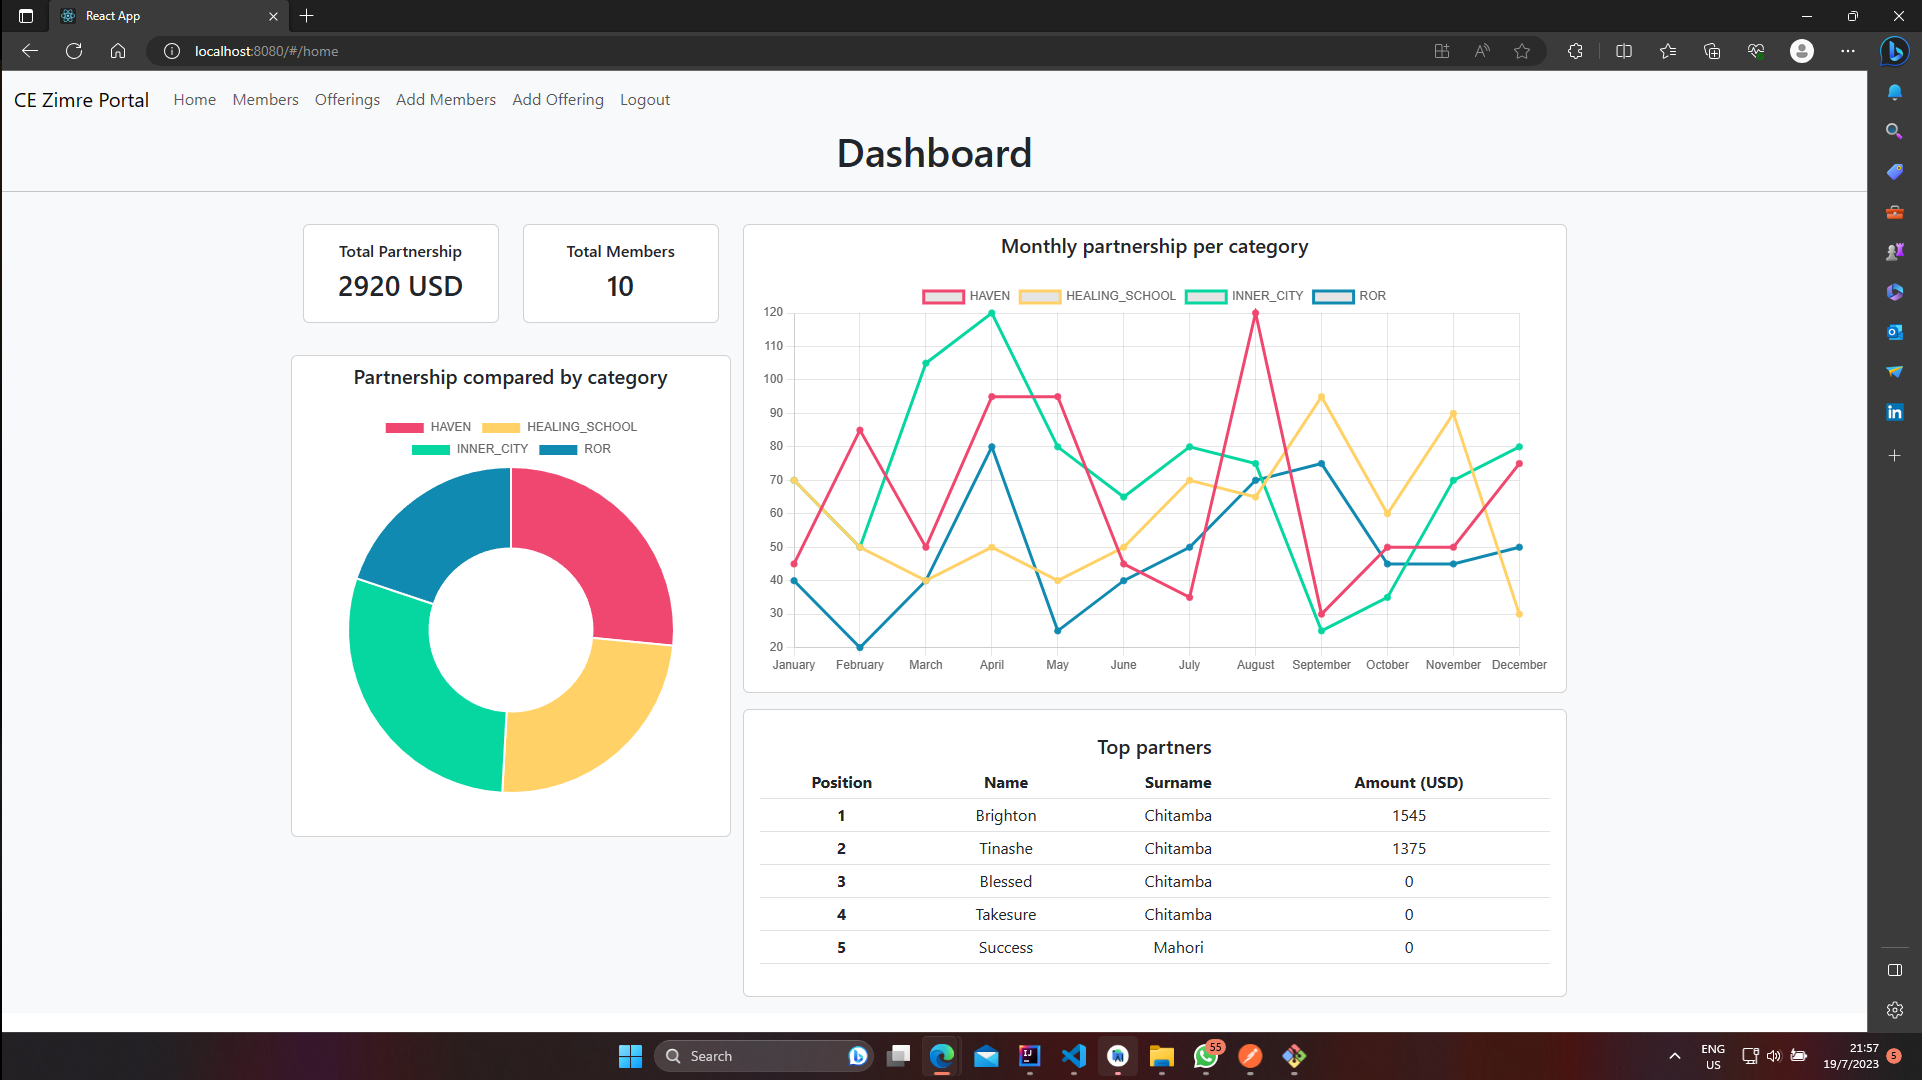 React App
localhost:8080/#/home
CE Zimre Portal Home Members Offerings Add Members Add Offering Logout
Dashboard
Total Partnership
2920 USD
Total Members
10
Partnership compared by category
HAVEN HEALING_SCHOOL
INNER_CITY ROR
Monthly partnership per category
HAVEN HEALING_SCHOOL INNER_CITY ROR
120
110
100
90
80
70
60
50
40
30
20
January February March April May June July August September October November December
Top partners
Position Name Surname Amount (USD)
1 Brighton Chitamba 1545
2 Tinashe Chitamba 1375
3 Blessed Chitamba 0
4 Takesure Chitamba 0
5 Success Mahori 0
Search
55
ENG
US
21:57
19/7/2023
5